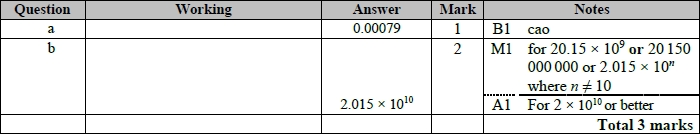 Question Working Answer Mark Notes
a 0.00079 1 B1 cao
b 2 M1 for 20.15 × 10⁹ or 20 150
000 000 or 2.015 × 10ⁿ
where n ≠ 10
2.015 × 10¹⁰ A1 For 2 × 10¹⁰ or better
Total 3 marks